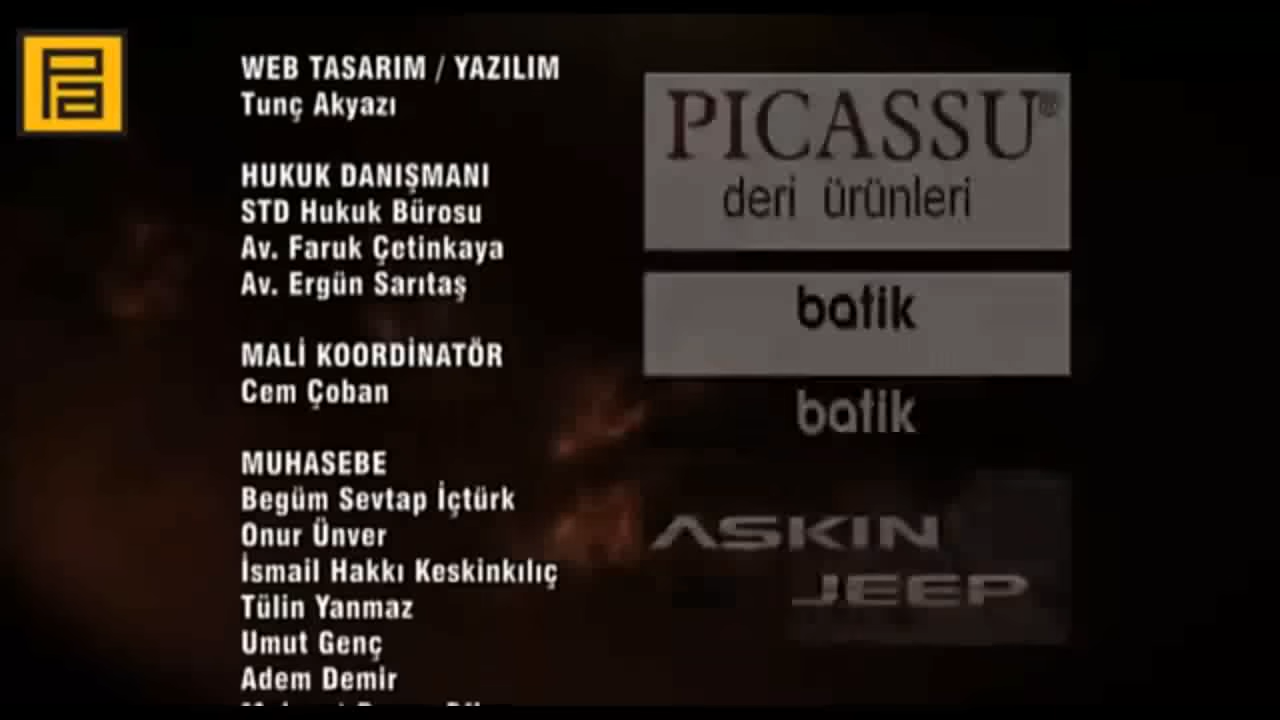 Pa
WEB TASARIM / YAZILIM
Tunç Akyazı
HUKUK DANIŞMANI
STD Hukuk Bürosu
Av. Faruk Çetinkaya
Av. Ergün Sarıtaş
MALİ KOORDİNATÖR
Cem Çoban
MUHASEBE
Begüm Sevtap İçtürk
Onur Ünver
İsmail Hakkı Keskinkılıç
Tülin Yanmaz
Umut Genç
Adem Demir
PICASSU®
deri ürünleri
batik
batik
ASKIN
JEEP